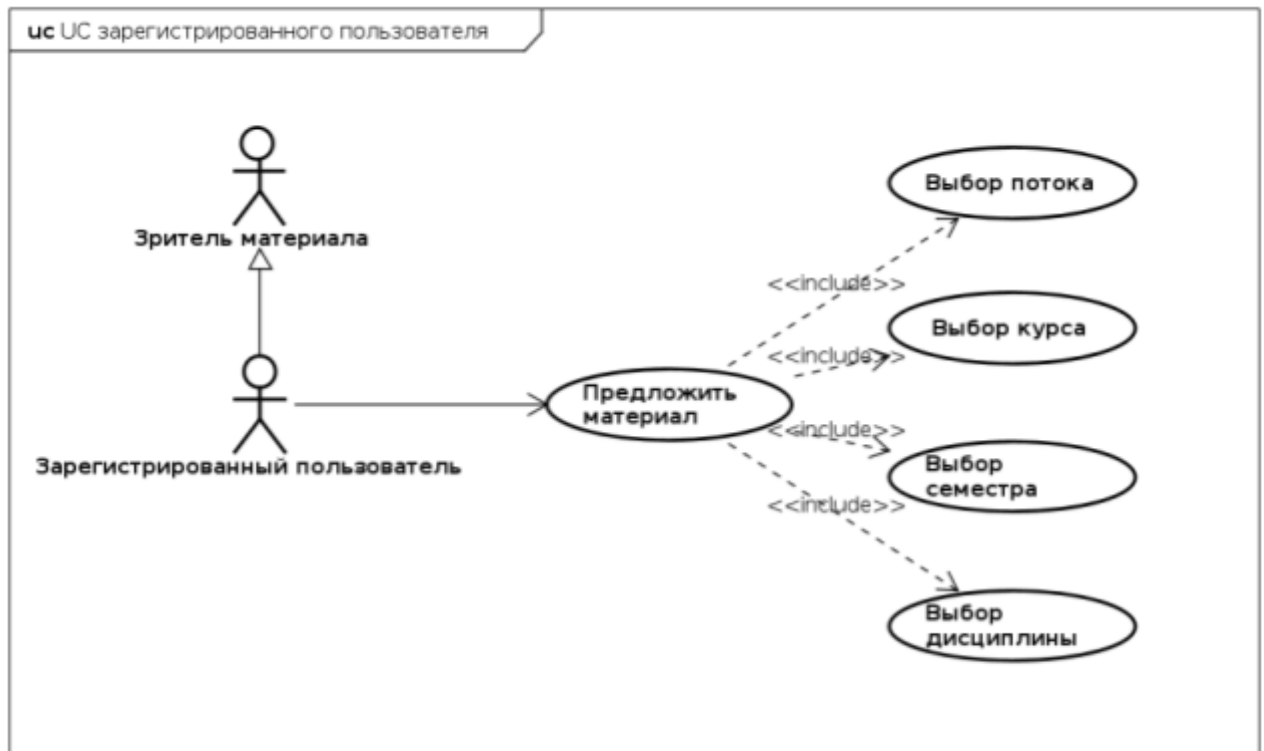 uc UC зарегистрированного пользователя
Зритель материала
Зарегистрированный пользователь
Предложить
материал
<<include>>
<<include>>
<<include>>
<<include>>
Выбор потока
Выбор курса
Выбор
семестра
Выбор
дисциплины